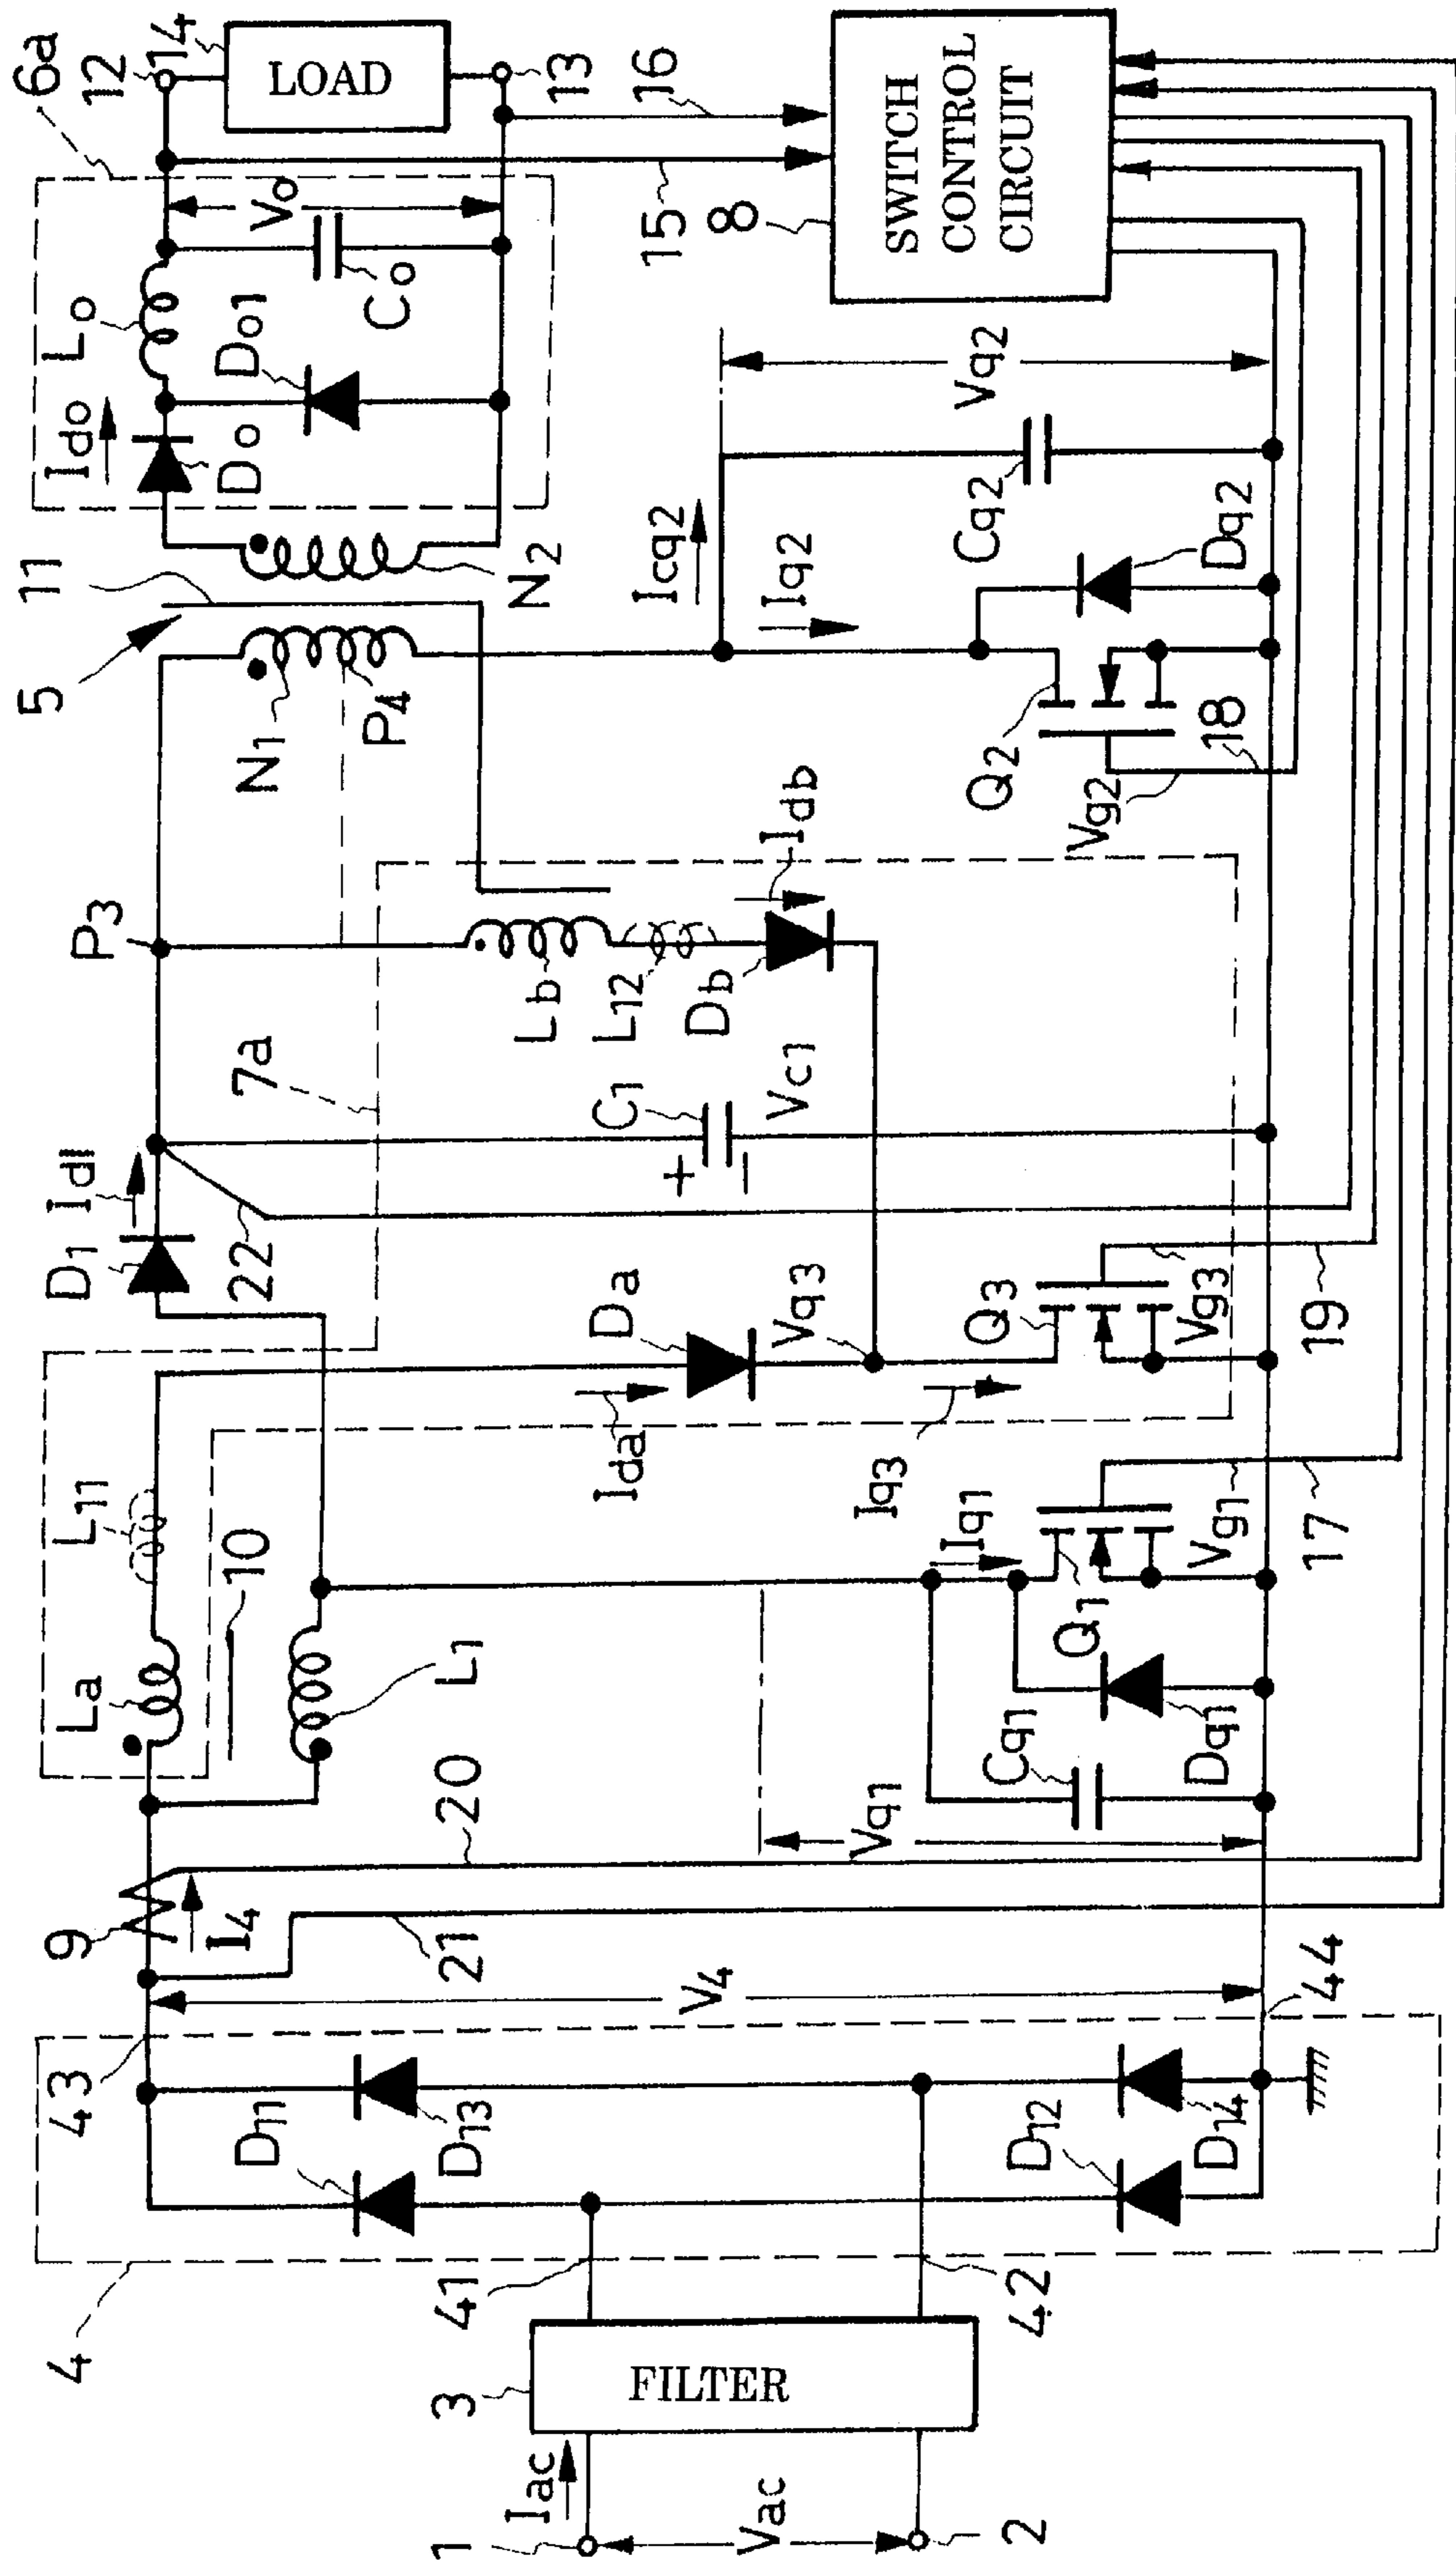 1
2
Iac
Vac
3
FILTER
41
42
4
D11
D13
D12
D14
43
44
V4
9
I4
21
20
Vq1
La
L11
10
L1
Cq1
Dq1
Q1
Iq1
Vg1
17
Ida
Da
Vq3
Iq3
Q3
Vg3
19
D1
Id1
22
7a
C1
+
−
Vc1
P3
Lb
L12
Db
Idb
5
11
N1
P4
N2
Icq2
Iq2
Q2
Vg2
18
Cq2
Dq2
Vq2
6a
Ido
Do
Lo
Do1
Co
Vo
12
14
LOAD
13
15
16
8
SWITCH
CONTROL
CIRCUIT